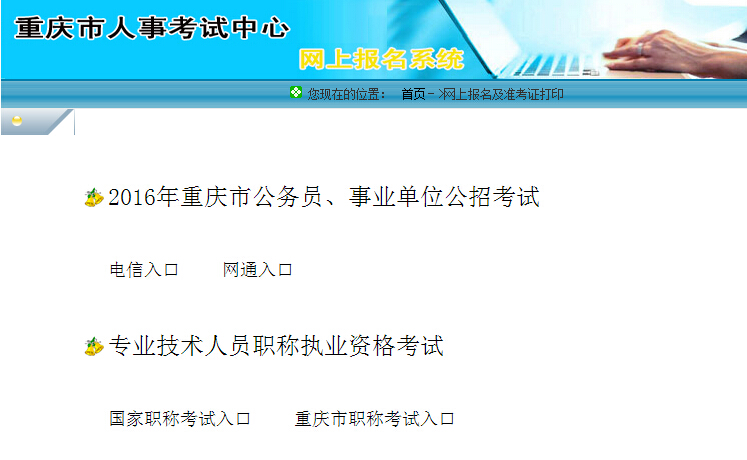 重庆市人事考试中心
网上报名系统
您现在的位置： 首页 - >网上报名及准考证打印
2016年重庆市公务员、事业单位公招考试
电信入口 网通入口
专业技术人员职称执业资格考试
国家职称考试入口 重庆市职称考试入口